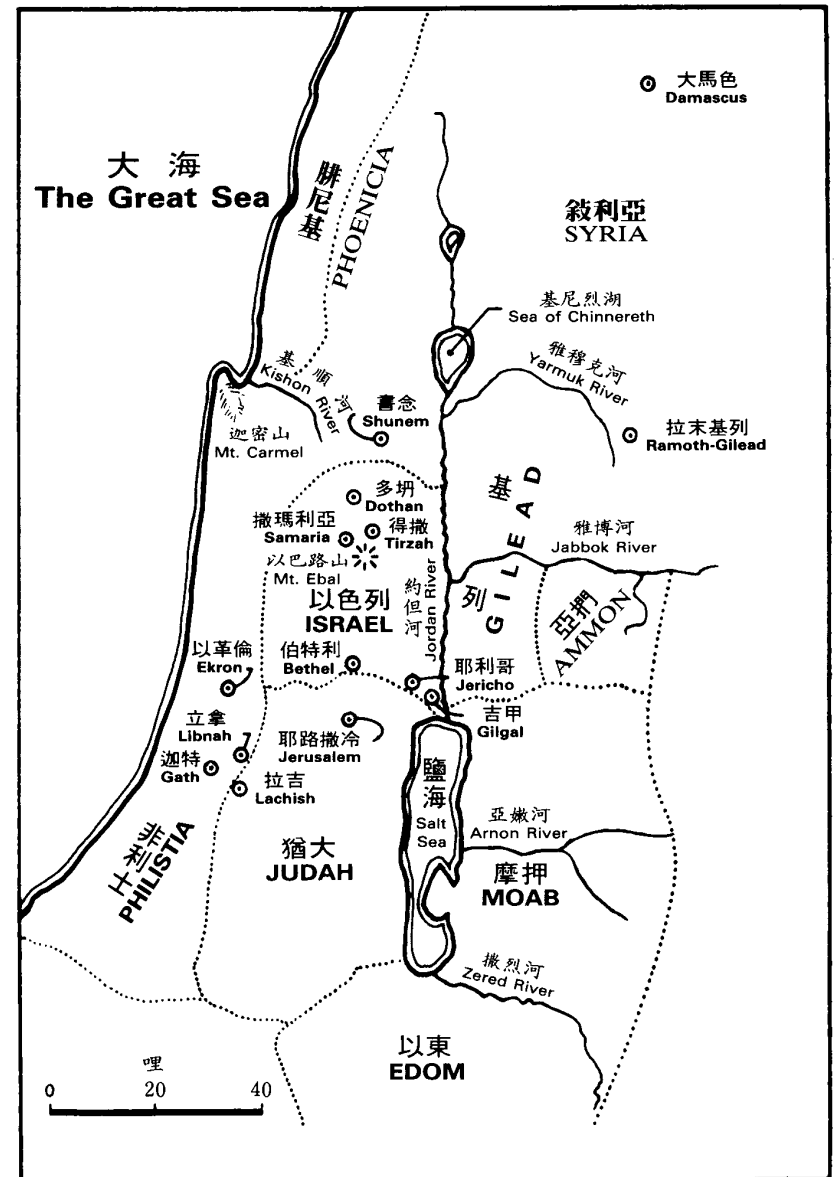 大馬色
Damascus
大 海
The Great Sea
腓尼基
PHOENICIA
敍利亞
SYRIA
基尼烈湖
Sea of Chinnereth
雅穆克河
Yarmuk River
基順河
Kishon River
書念
Shunem
迦密山
Mt. Carmel
拉末基列
Ramoth-Gilead
多坍
Dothan
撒瑪利亞
Samaria
得撒
Tirzah
以巴路山
Mt. Ebal
基列
GILEAD
雅博河
Jabbok River
以色列
ISRAEL
約但河
Jordan River
亞捫
AMMON
以革倫
Ekron
伯特利
Bethel
耶利哥
Jericho
吉甲
Gilgal
立拿
Libnah
耶路撒冷
Jerusalem
迦特
Gath
拉吉
Lachish
鹽海
Salt
Sea
亞嫩河
Arnon River
非利士
PHILISTIA
猶大
JUDAH
摩押
MOAB
撒烈河
Zered River
以東
EDOM
哩
0 20 40